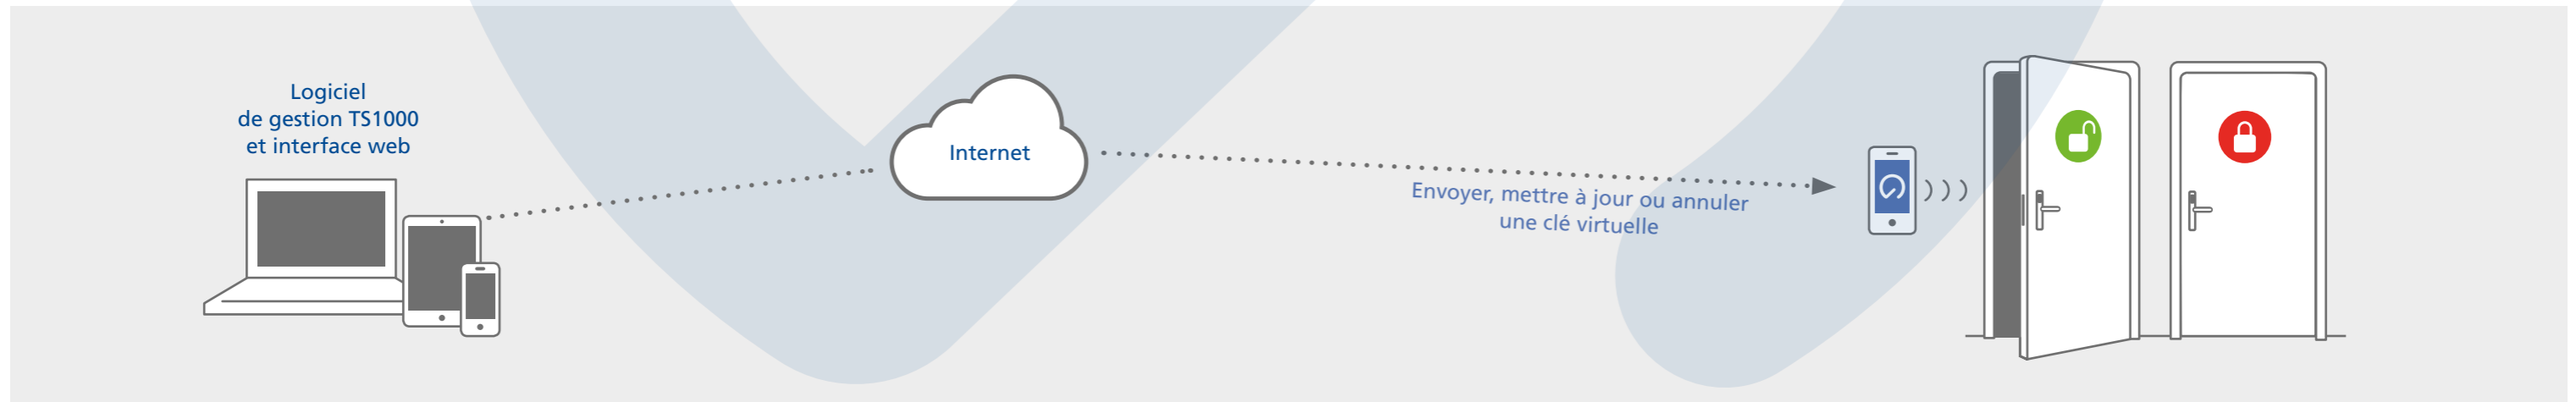 Logiciel
de gestion TS1000
et interface web
Internet
Envoyer, mettre à jour ou annuler
une clé virtuelle